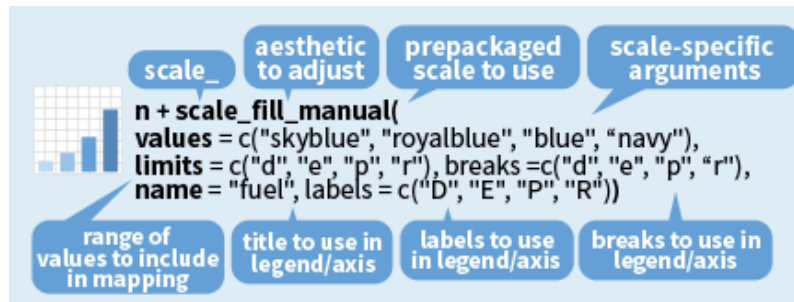 scale_
aesthetic
to adjust
prepackaged
scale to use
scale-specific
arguments
n + scale_fill_manual(
values = c("skyblue", "royalblue", "blue", “navy"),
limits = c("d", "e", "p", "r"), breaks =c("d", "e", "p", “r"),
name = "fuel", labels = c("D", "E", "P", "R"))
range of
values to include
in mapping
title to use in
legend/axis
labels to use
in legend/axis
breaks to use in
legend/axis